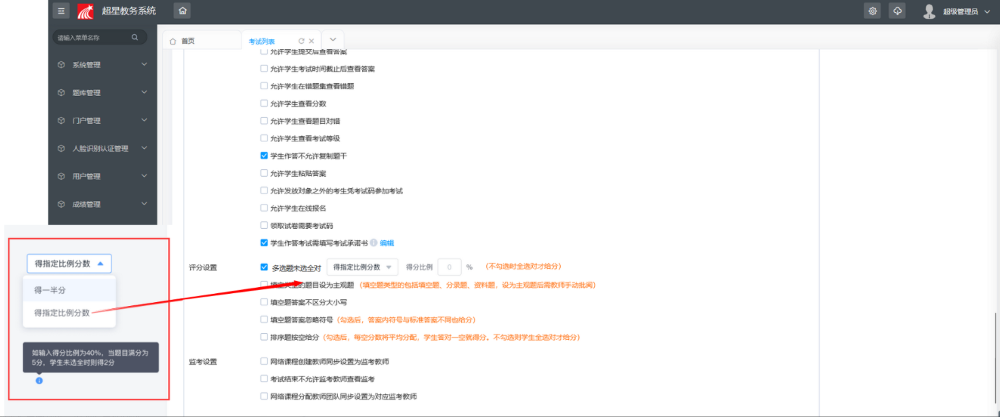 超星教务系统
超级管理员
请输入菜单名称
首页
考试列表
系统管理
题库管理
门户管理
人脸识别认证管理
用户管理
成绩管理
允许学生提交后查看答案
允许学生考试时间截止后查看答案
允许学生在错题集查看错题
允许学生查看分数
允许学生查看题目对错
允许学生查看考试等级
学生作答不允许复制题干
允许学生粘贴答案
允许发放对象之外的考生凭考试码参加考试
允许学生在线报名
领取试卷需要考试码
学生作答考试需填写考试承诺书 编辑
评分设置
多选题未选全对 得指定比例分数 得分比例 0 % （不勾选时全选对才给分）
填空类型的题目设为主观题 （填空题类型的包括填空题、分录题、资料题，设为主观题后需教师手动批阅）
填空题答案不区分大小写
填空题答案忽略符号（勾选后，答案内符号与标准答案不同也给分）
排序题按空给分（勾选后，每空分数将平均分配，学生答对一空就得分。不勾选则学生全选对才给分）
监考设置
网络课程创建教师同步设置为监考教师
考试结束不允许监考教师查看监考
网络课程分配教师团队同步设置为对应监考教师
得指定比例分数
得一半分
得指定比例分数
如输入得分比例为40%，当题目满分为
5分，学生未选全时则得2分